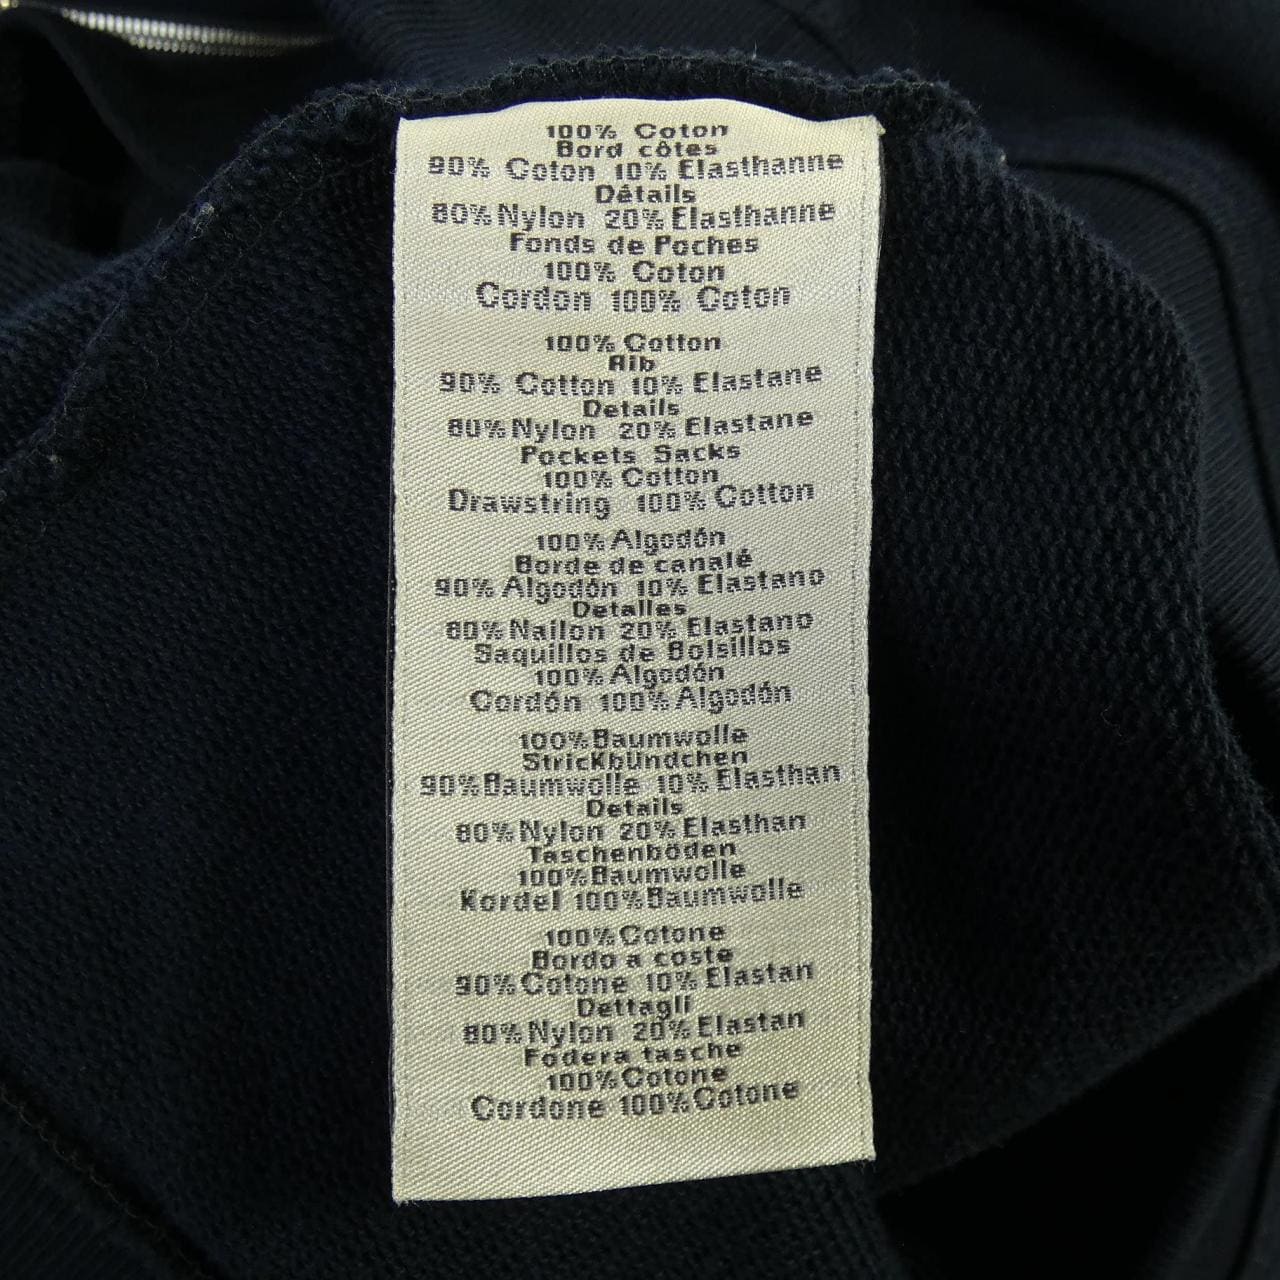 100% Coton
Bord côtes
90% Coton 10% Elasthanne
Détails
80% Nylon 20% Elasthanne
Fonds de Poches
100% Coton
Cordon 100% Coton
100% Cotton
Rib
90% Cotton 10% Elastane
Details
80% Nylon 20% Elastane
Pockets Sacks
100% Cotton
Drawstring 100% Cotton
100% Algodón
Borde de canalé
90% Algodón 10% Elastano
Detalles
80% Nailon 20% Elastano
Saquillos de Bolsillos
100% Algodón
Cordón 100% Algodón
100% Baumwolle
Strickbündchen
90% Baumwolle 10% Elasthan
Details
80% Nylon 20% Elasthan
Taschenböden
100% Baumwolle
Kordel 100% Baumwolle
100% Cotone
Bordo a coste
90% Cotone 10% Elastan
Dettagli
80% Nylon 20% Elastan
Fodera tasche
100% Cotone
Cordone 100% Cotone